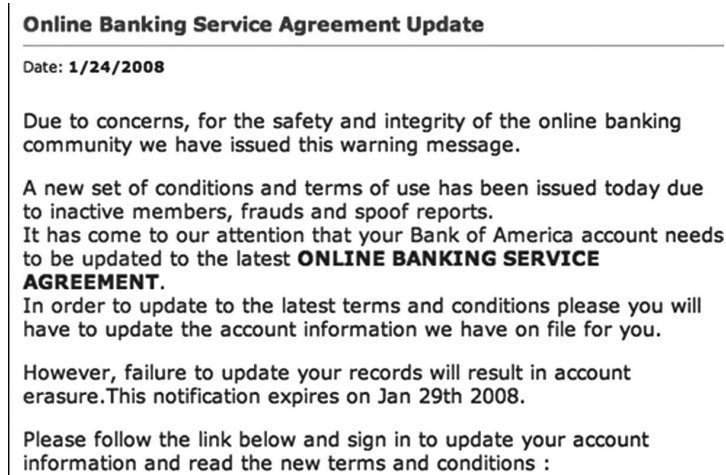 Online Banking Service Agreement Update
Date: 1/24/2008
Due to concerns, for the safety and integrity of the online banking
community we have issued this warning message.
A new set of conditions and terms of use has been issued today due
to inactive members, frauds and spoof reports.
It has come to our attention that your Bank of America account needs
to be updated to the latest ONLINE BANKING SERVICE
AGREEMENT.
In order to update to the latest terms and conditions please you will
have to update the account information we have on file for you.
However, failure to update your records will result in account
erasure.This notification expires on Jan 29th 2008.
Please follow the link below and sign in to update your account
information and read the new terms and conditions :